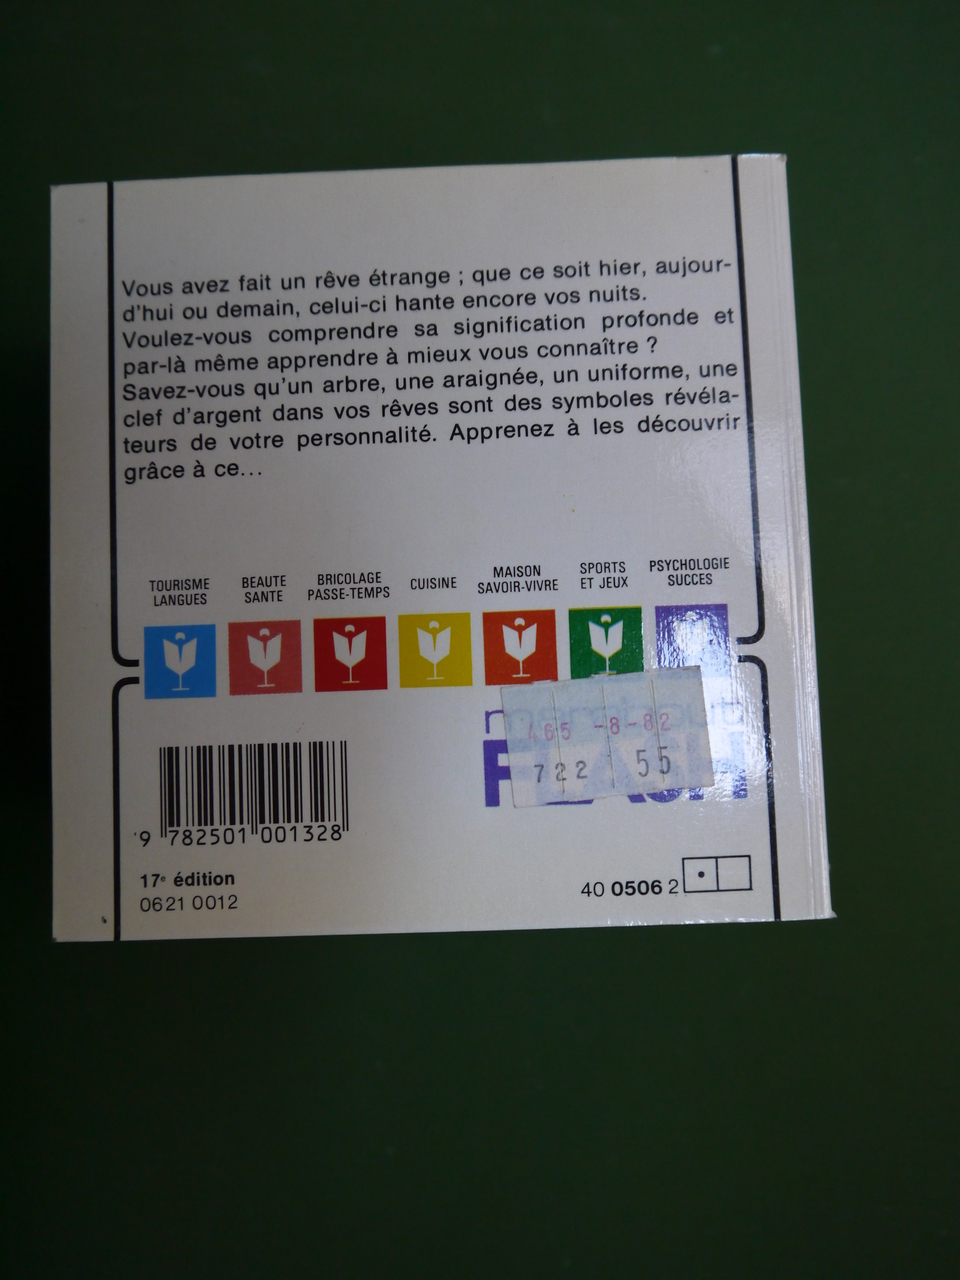 Vous avez fait un rêve étrange ; que ce soit hier, aujour-
d'hui ou demain, celui-ci hante encore vos nuits.
Voulez-vous comprendre sa signification profonde et
par-là même apprendre à mieux vous connaître ?
Savez-vous qu'un arbre, une araignée, un uniforme, une
clef d'argent dans vos rêves sont des symboles révéla-
teurs de votre personnalité. Apprenez à les découvrir
grâce à ce...
TOURISME
LANGUES
BEAUTE
SANTE
BRICOLAGE
PASSE-TEMPS
CUISINE
MAISON
SAVOIR-VIVRE
SPORTS
ET JEUX
PSYCHOLOGIE
SUCCES
465 -8-82
722 55
FLASH
9 782501 001328
17e édition
0621 0012
40 0506 2